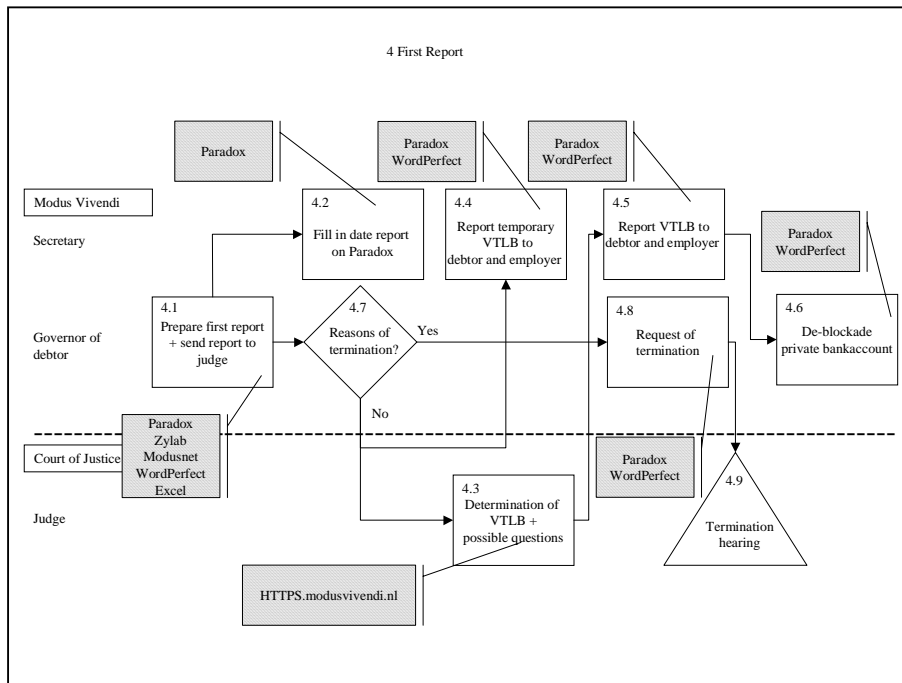 4 First Report
Paradox
Paradox
WordPerfect
Paradox
WordPerfect
Modus Vivendi
Secretary
4.2
Fill in date report
on Paradox
4.4
Report temporary
VTLB to
debtor and employer
4.5
Report VTLB to
debtor and employer
Paradox
WordPerfect
Governor of
debtor
4.1
Prepare first report
+ send report to
judge
4.7
Reasons of
termination?
Yes
No
4.8
Request of
termination
4.6
De-blockade
private bankaccount
Court of Justice
Paradox
Zylab
Modusnet
WordPerfect
Excel
Judge
4.3
Determination of
VTLB +
possible questions
Paradox
WordPerfect
4.9
Termination
hearing
HTTPS.modusvivendi.nl